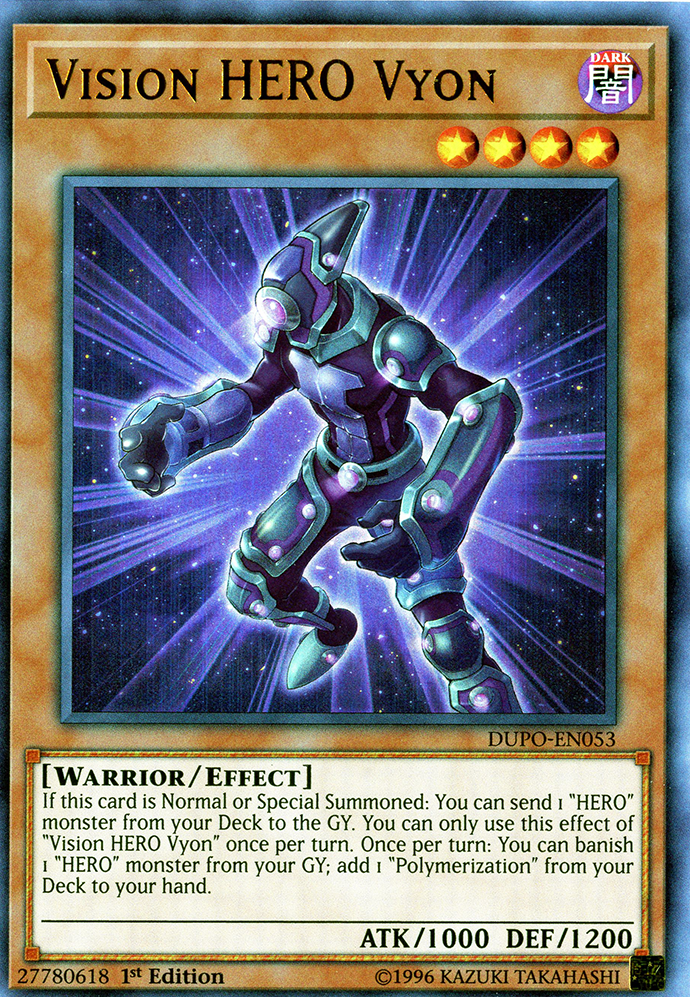 Vision HERO Vyon
DARK
闇
DUPO-EN053
[Warrior/Effect]
If this card is Normal or Special Summoned: You can send 1 "HERO"
monster from your Deck to the GY. You can only use this effect of
"Vision HERO Vyon" once per turn. Once per turn: You can banish
1 "HERO" monster from your GY; add 1 "Polymerization" from your
Deck to your hand.
ATK/1000 DEF/1200
27780618 1st Edition
©1996 KAZUKI TAKAHASHI